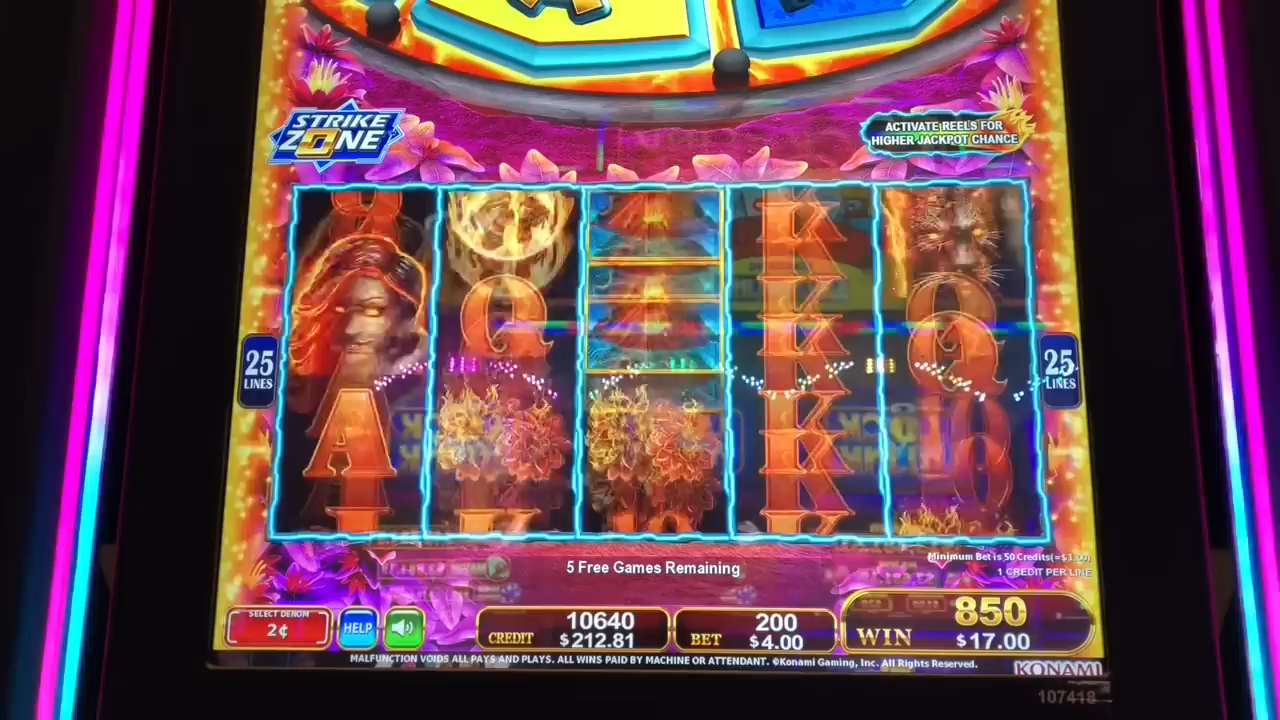 STRIKE
ZONE
ACTIVATE REELS FOR
HIGHER JACKPOT CHANCE
9
K
Q
K
Q
25
LINES
K
Q
25
LINES
A
K
K
10
5 Free Games Remaining
Minimum Bet is 50 Credits(=$1.00)
1 CREDIT PER LINE
SELECT DENOM
2¢
HELP
CREDIT
10640
$212.81
BET
200
$4.00
WIN
850
$17.00
MALFUNCTION VOIDS ALL PAYS AND PLAYS. ALL WINS PAID BY MACHINE OR ATTENDANT. ©Konami Gaming, Inc. All Rights Reserved.
KONAMI
107418